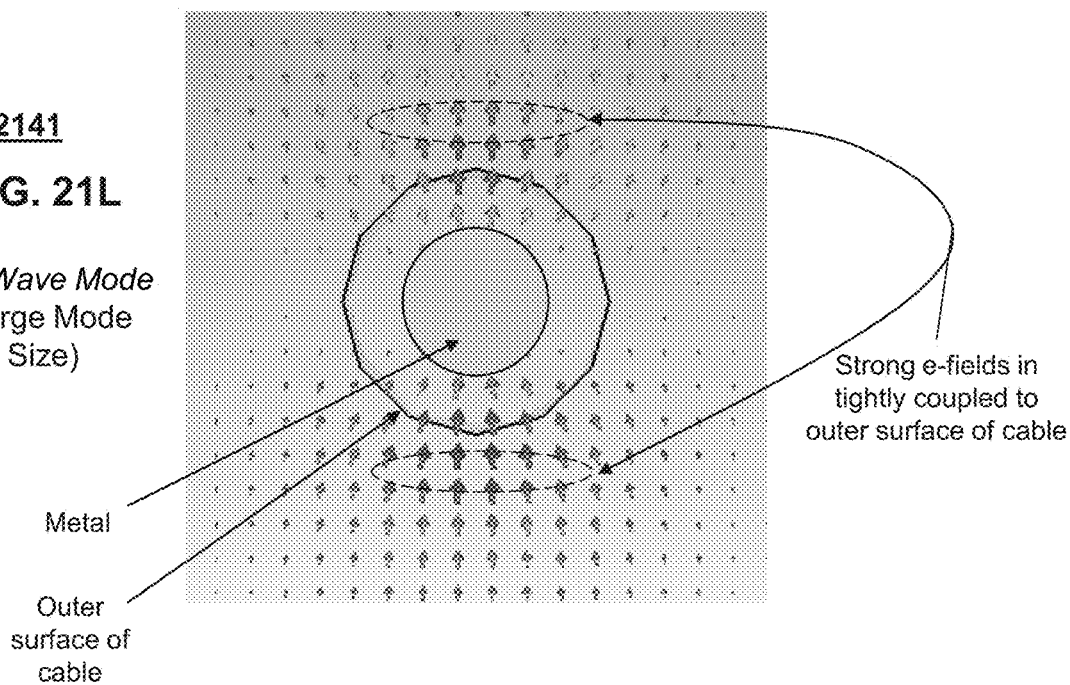 2141
G. 21L
Wave Mode
rge Mode
Size)
Strong e-fields in
tightly coupled to
outer surface of cable
Metal
Outer
surface of
cable